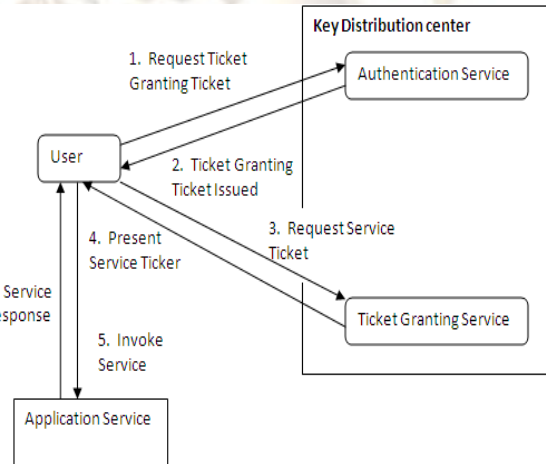 Key Distribution center
1. Request Ticket
Granting Ticket
Authentication Service
User
2. Ticket Granting
Ticket Issued
3. Request Service
Ticket
4. Present
Service Ticker
Service
esponse
Ticket Granting Service
5. Invoke
Service
Application Service